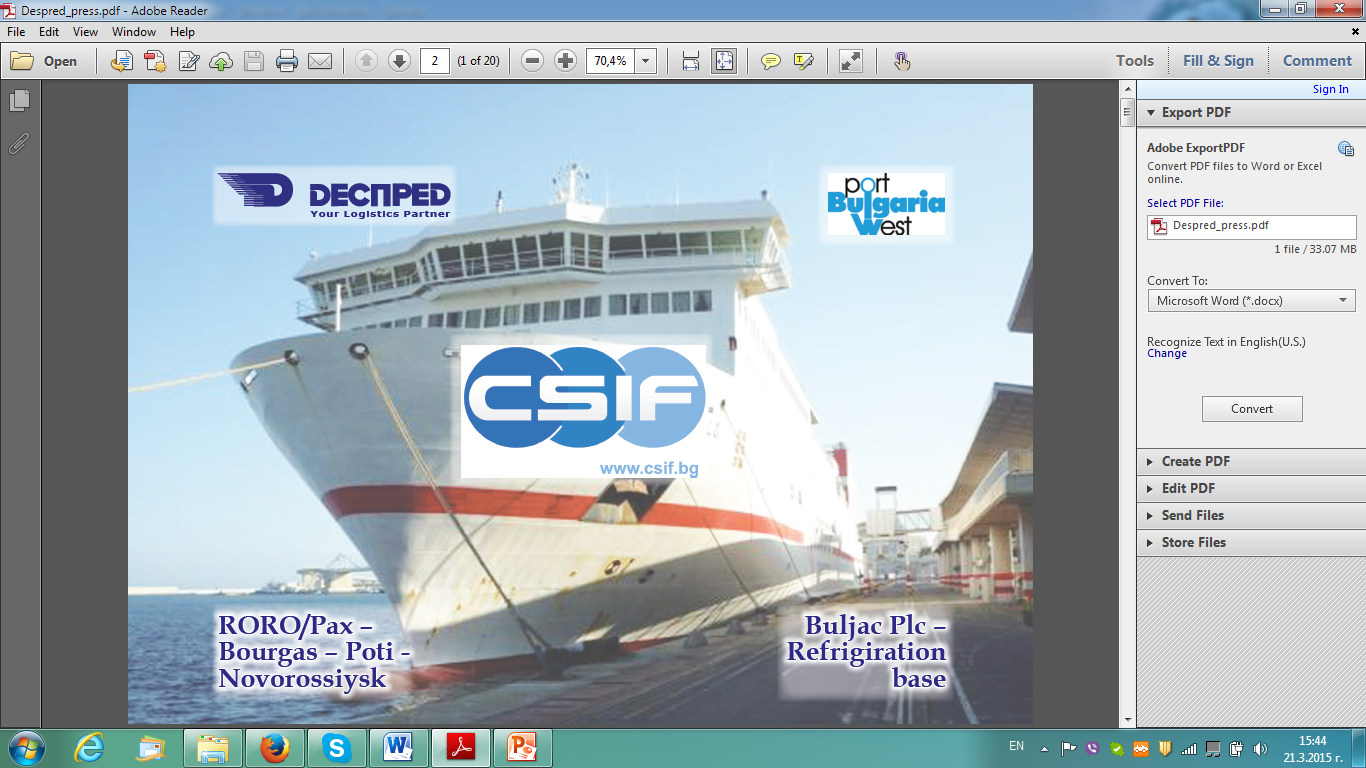 Despred_press.pdf - Adobe Reader
File Edit View Window Help
Open
2
(1 of 20)
70,4%
Tools
Fill & Sign
Comment
Sign In
Export PDF
Adobe ExportPDF
Convert PDF files to Word or Excel
online.
Select PDF File:
Despred_press.pdf
1 file / 33.07 MB
Convert To:
Microsoft Word (*.docx)
Recognize Text in English(U.S.)
Change
Convert
Create PDF
Edit PDF
Send Files
Store Files
ДЕСПРЕД
Your Logistics Partner
port
Bulgaria
West
CSIF
www.csif.bg
RORO/Pax –
Bourgas – Poti -
Novorossiysk
Buljac Plc –
Refrigiration
base
EN
15:44
21.3.2015 г.